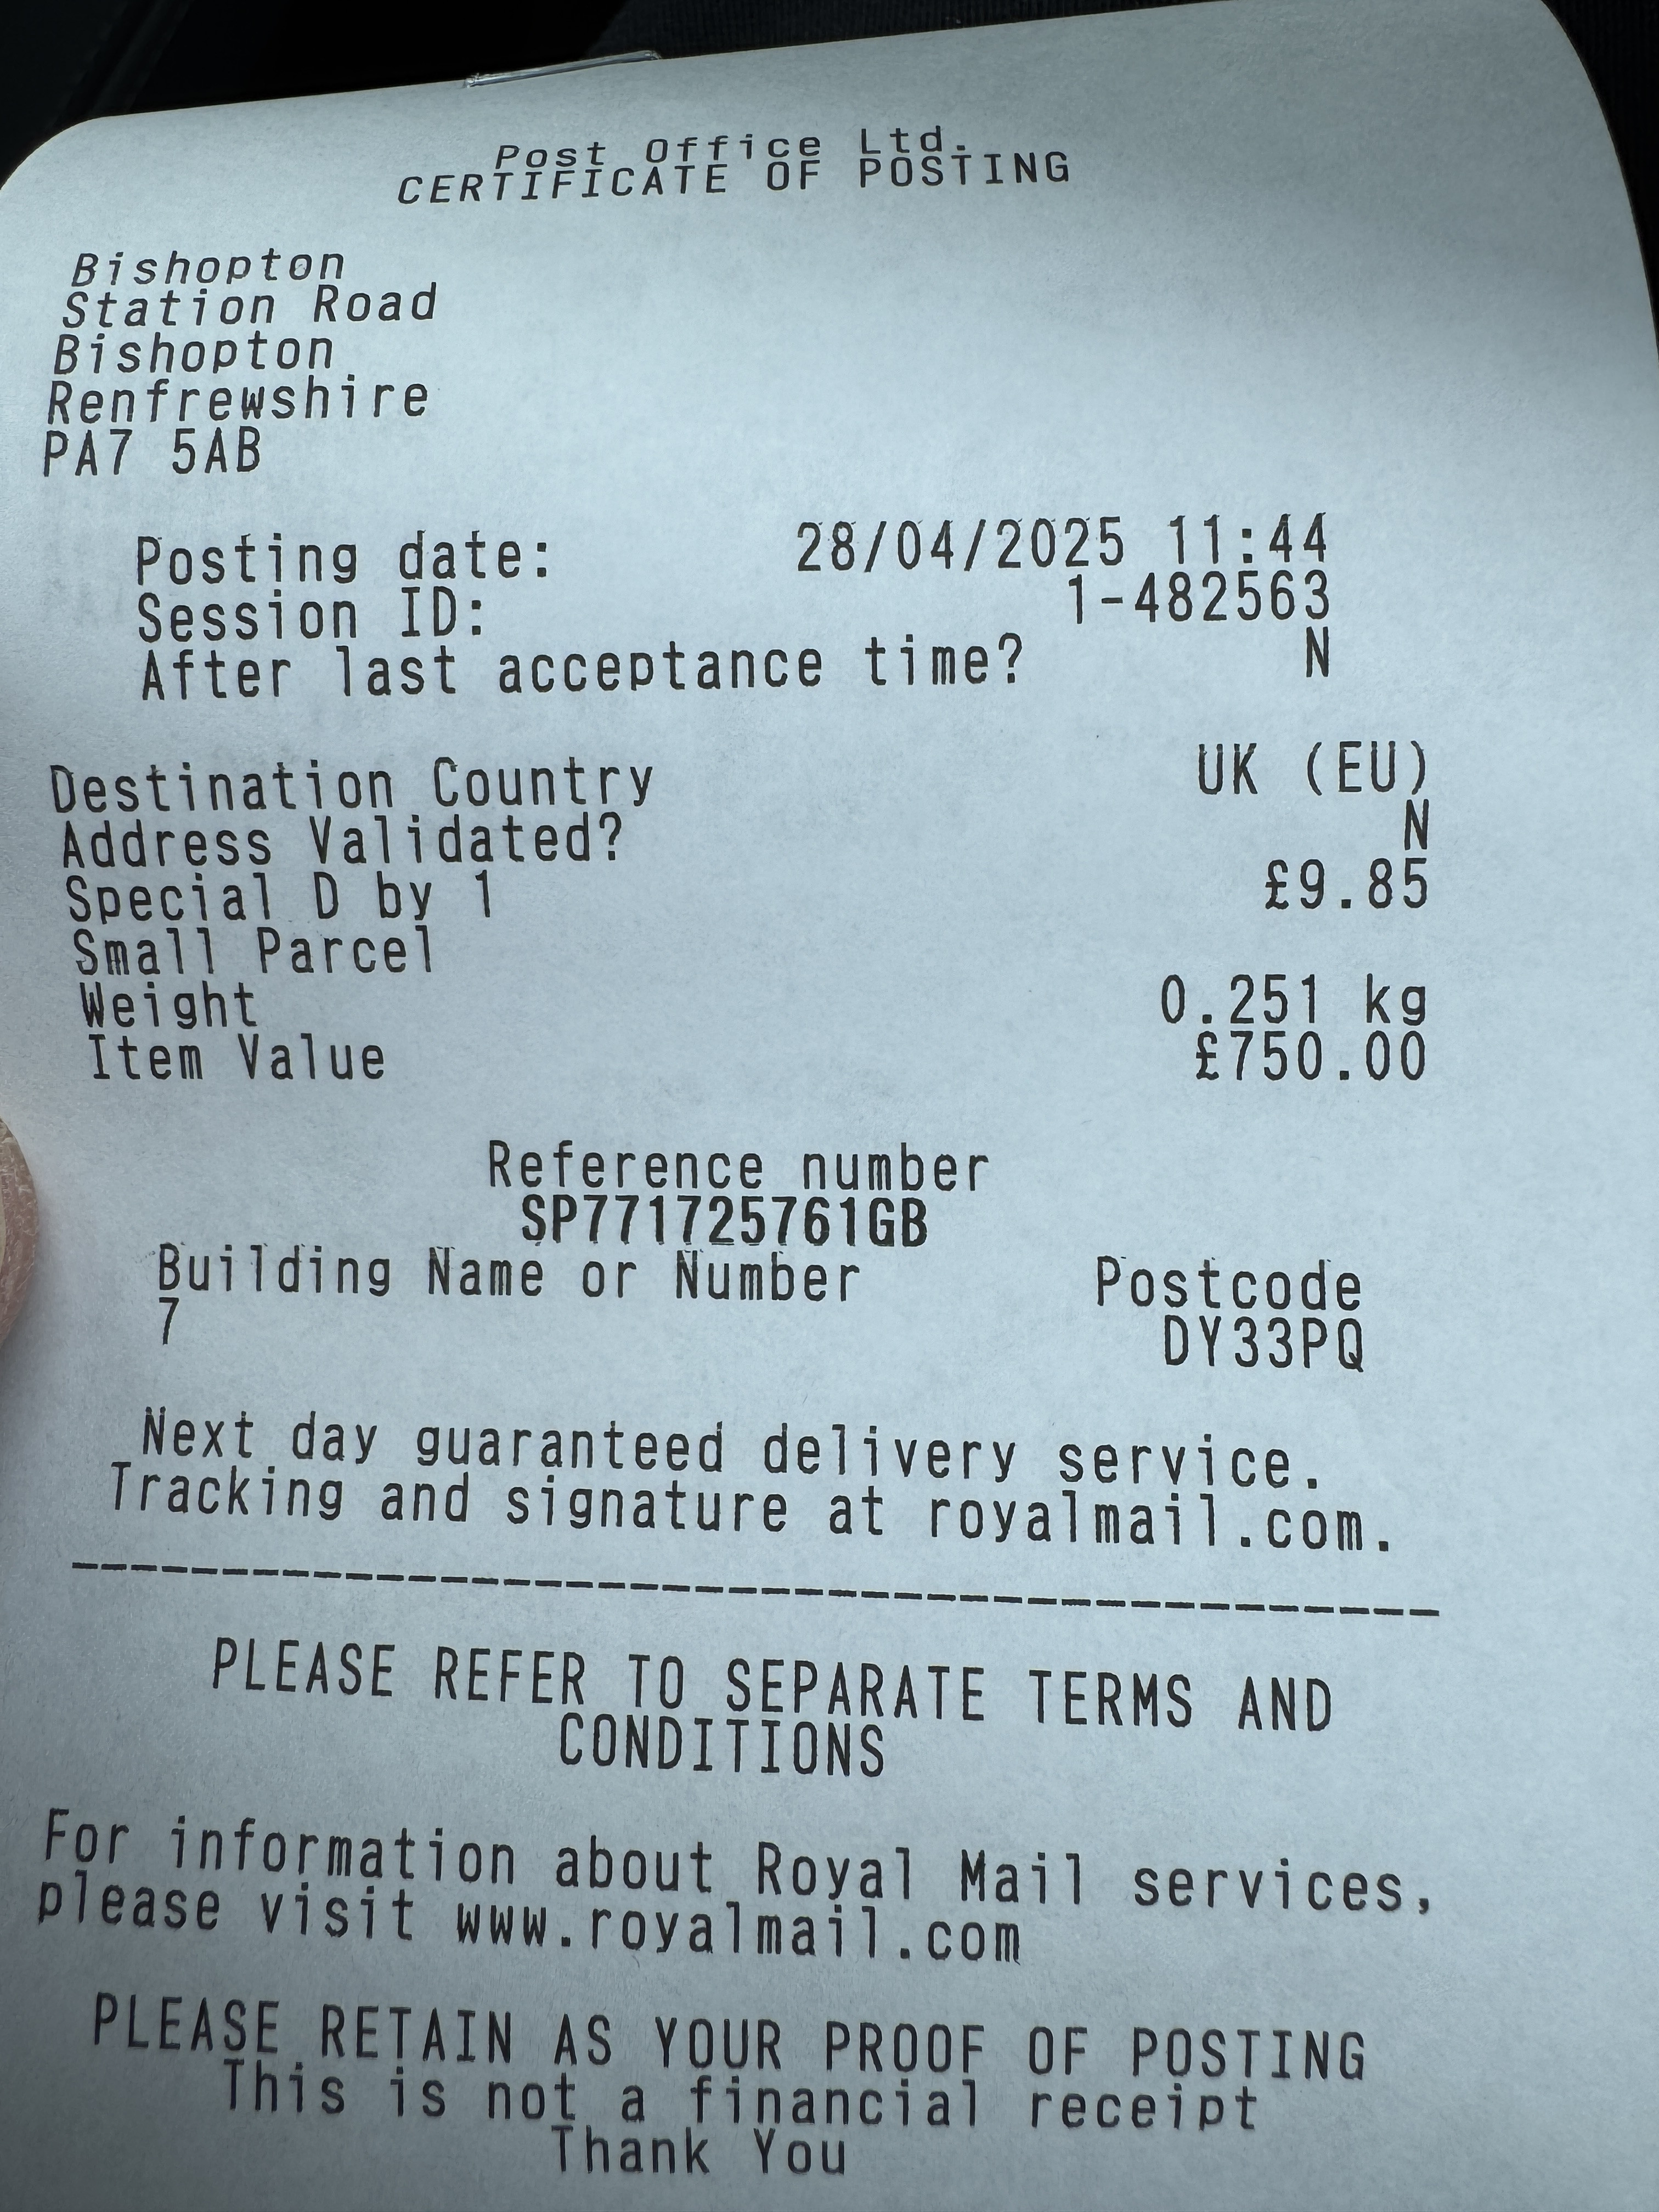 Post Office Ltd.
CERTIFICATE OF POSTING
Bishopton
Station Road
Bishopton
Renfrewshire
PA7 5AB
Posting date: 28/04/2025 11:44
Session ID: 1-482563
After last acceptance time? N
Destination Country UK (EU)
Address Validated? N
Special D by 1 £9.85
Small Parcel
Weight 0.251 kg
Item Value £750.00
Reference number
SP771725761GB
Building Name or Number Postcode
7 DY33PQ
Next day guaranteed delivery service.
Tracking and signature at royalmail.com.
PLEASE REFER TO SEPARATE TERMS AND
CONDITIONS
For information about Royal Mail services,
please visit www.royalmail.com
PLEASE RETAIN AS YOUR PROOF OF POSTING
This is not a financial receipt
Thank You